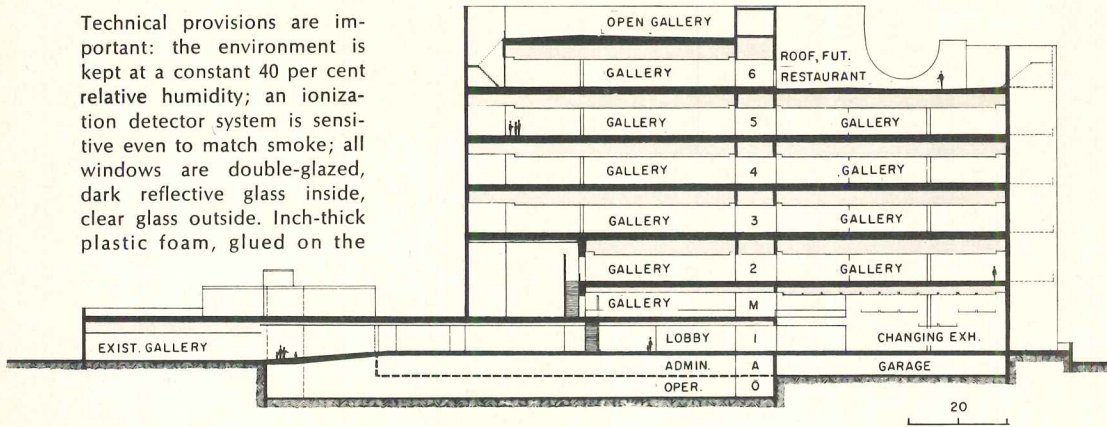 Technical provisions are im-
portant: the environment is
kept at a constant 40 per cent
relative humidity; an ioniza-
tion detector system is sensi-
tive even to match smoke; all
windows are double-glazed,
dark reflective glass inside,
clear glass outside. Inch-thick
plastic foam, glued on the
OPEN GALLERY
GALLERY 6 ROOF, FUT.
RESTAURANT
GALLERY 5 GALLERY
GALLERY 4 GALLERY
GALLERY 3 GALLERY
GALLERY 2 GALLERY
GALLERY M
EXIST. GALLERY LOBBY 1 CHANGING EXH.
ADMIN. A GARAGE
OPER. O
20